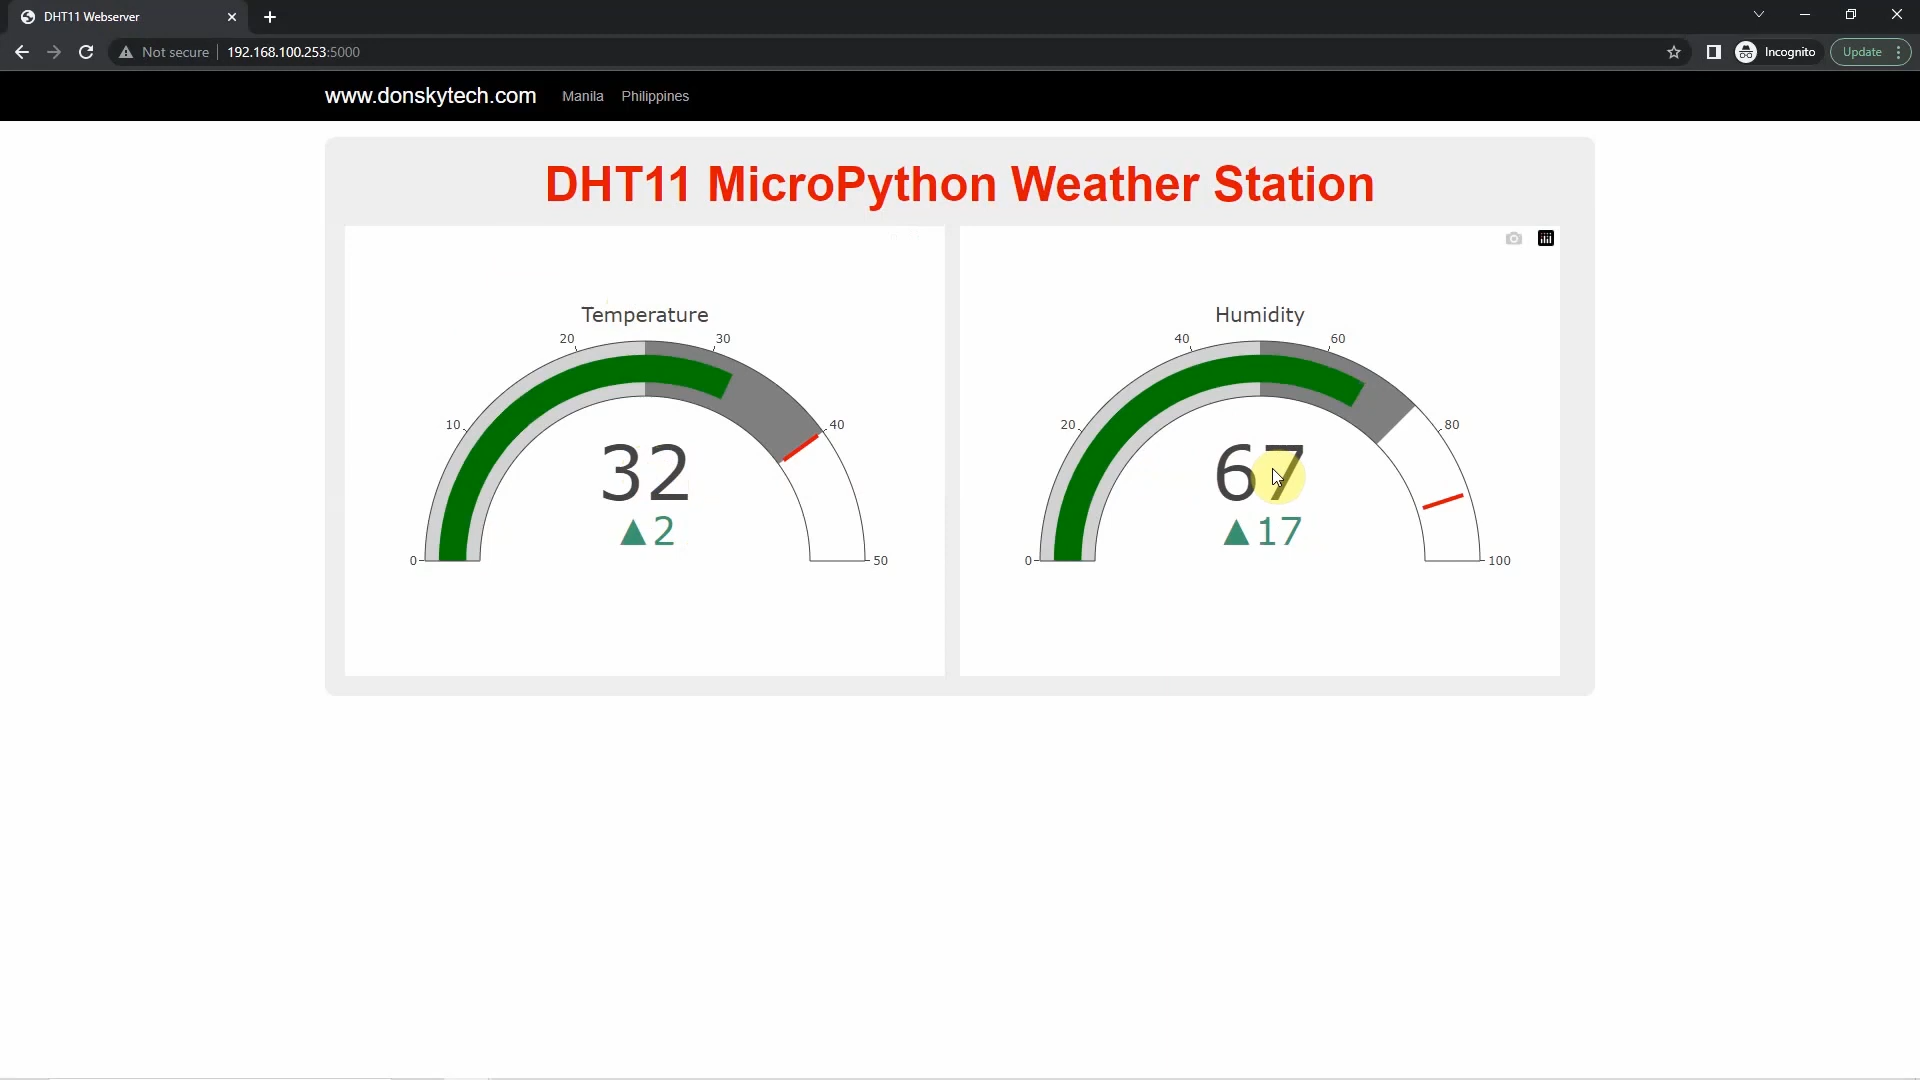 DHT11 Webserver
Not secure 192.168.100.253:5000
Incognito
Update
www.donskytech.com Manila Philippines
DHT11 MicroPython Weather Station
Temperature
0 10 20 30 40 50
32
▲2
Humidity
0 20 40 60 80 100
67
▲17